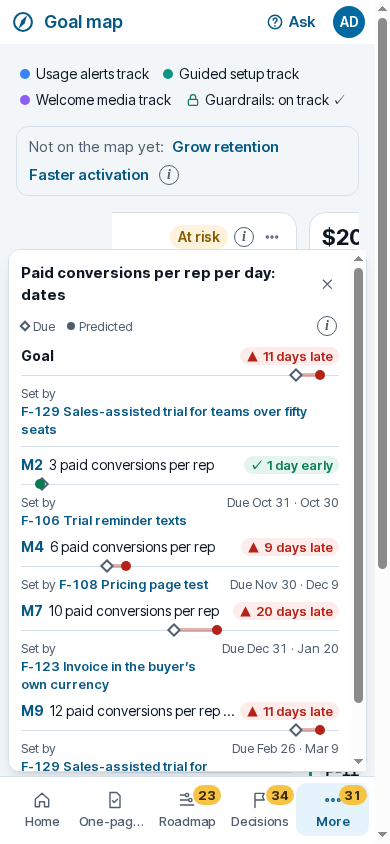 Goal map
Ask
AD
Usage alerts track
Guided setup track
Welcome media track
Guardrails: on track ✓
Not on the map yet: Grow retention
Faster activation i
At risk i •••
$20
Paid conversions per rep per day: dates
×
Due Predicted i
Goal ▲ 11 days late
Set by
F-129 Sales-assisted trial for teams over fifty
seats
M2 3 paid conversions per rep ✓ 1 day early
Set by Due Oct 31 · Oct 30
F-106 Trial reminder texts
M4 6 paid conversions per rep ▲ 9 days late
Set by F-108 Pricing page test Due Nov 30 · Dec 9
M7 10 paid conversions per rep ▲ 20 days late
Set by Due Dec 31 · Jan 20
F-123 Invoice in the buyer's
own currency
M9 12 paid conversions per rep ... ▲ 11 days late
Set by Due Feb 26 · Mar 9
F-129 Sales-assisted trial for
23 34 31
Home One-pag... Roadmap Decisions More